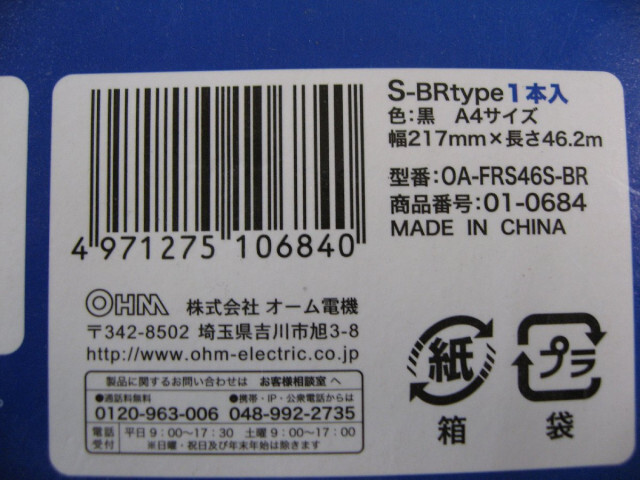 S-BRtype1本入
色:黒 A4サイズ
幅217mm×長さ46.2m
型番:OA-FRS46S-BR
商品番号:01-0684
MADE IN CHINA
4 971275 106840
OHM 株式会社 オーム電機
〒342-8502 埼玉県吉川市旭3-8
http://www.ohm-electric.co.jp
製品に関するお問い合わせは お客様相談室 へ
●通話料無料 ●携帯・IP・公衆電話からは
0120-963-006 048-992-2735
電話受付 平日 9:00〜17:30 土曜 9:00〜17:00
※日曜、祝日及び年末年始は除きます
紙
箱
プラ
袋